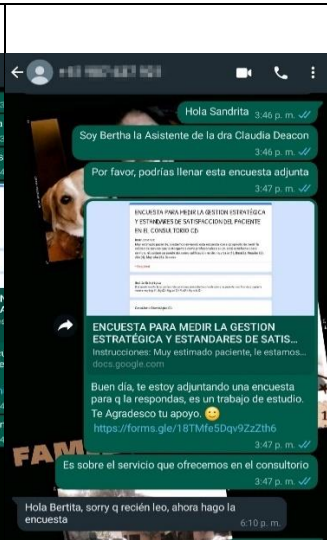 Hola Sandrita 3:46 p. m.
Soy Bertha la Asistente de la dra Claudia Deacon
3:46 p. m.
Por favor, podrías llenar esta encuesta adjunta
3:47 p. m.
ENCUESTA PARA MEDIR LA GESTION ESTRATÉGICA
Y ESTANDARES DE SATISFACCION DEL PACIENTE
EN EL CONSULTORIO CD
ENCUESTA PARA MEDIR LA GESTION
ESTRATÉGICA Y ESTANDARES DE SATIS...
Instrucciones: Muy estimado paciente, le estamos...
docs.google.com
Buen día, te estoy adjuntando una encuesta
para q la respondas, es un trabajo de estudio.
Te Agradesco tu apoyo. 😊
https://forms.gle/18TMfe5Dqv9ZzZth6
3:47 p. m.
FAM
Es sobre el servicio que ofrecemos en el consultorio
3:47 p. m.
Hola Bertita, sorry q recién leo, ahora hago la
encuesta
6:10 p. m.